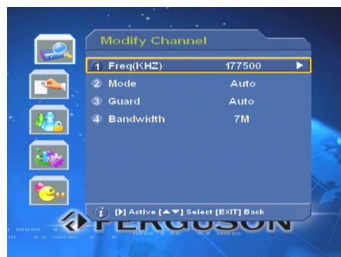 Modify Channel
1 Freq(KHZ) 177500
2 Mode Auto
3 Guard Auto
4 Bandwidth 7M
i [▶] Active [▲▼] Select [EXIT] Back
FERGUSON